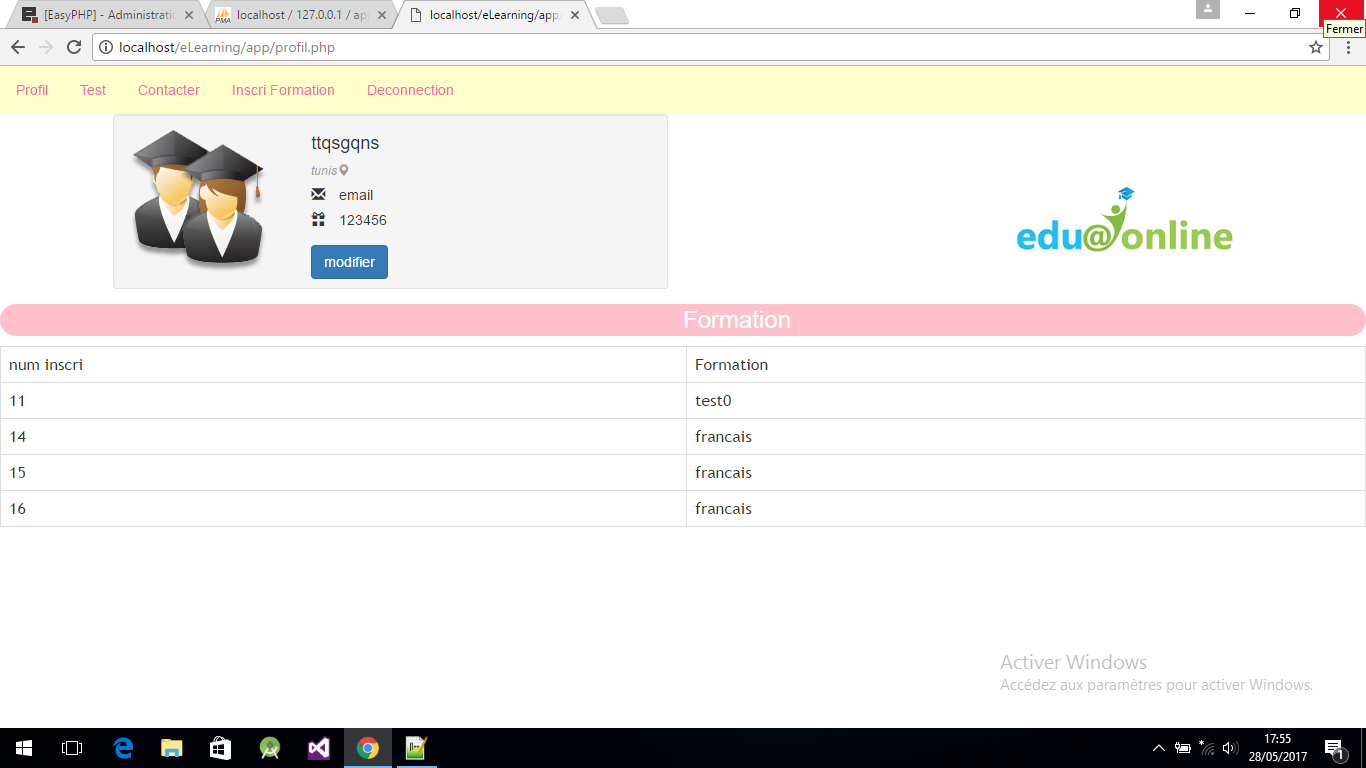 [EasyPHP] - Administratio
localhost / 127.0.0.1 / ap
localhost/eLearning/app/
Fermer
localhost/eLearning/app/profil.php
Profil Test Contacter Inscri Formation Deconnection
ttqsgqns
tunis
email
123456
modifier
edu@online
Formation
num inscri Formation
11 test0
14 francais
15 francais
16 francais
Activer Windows
Accédez aux paramètres pour activer Windows.
17:55
28/05/2017
1